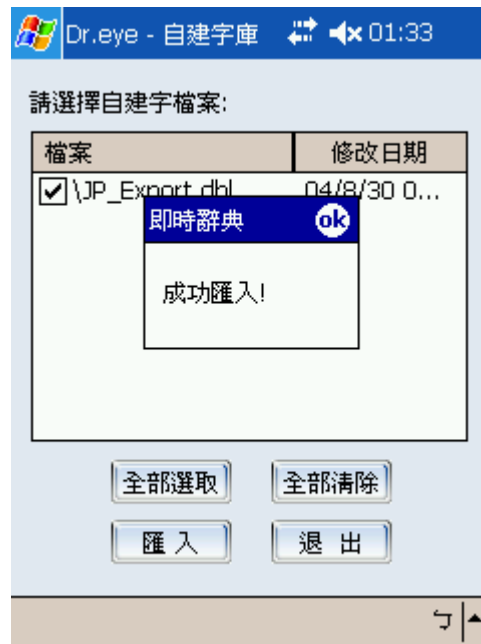 Dr.eye - 自建字庫 01:33
請選擇自建字檔案:
檔案 修改日期
\JP_Export.dbl 04/8/30 0...
即時辭典 ok
成功匯入!
全部選取 全部清除
匯入 退出
ㄅ